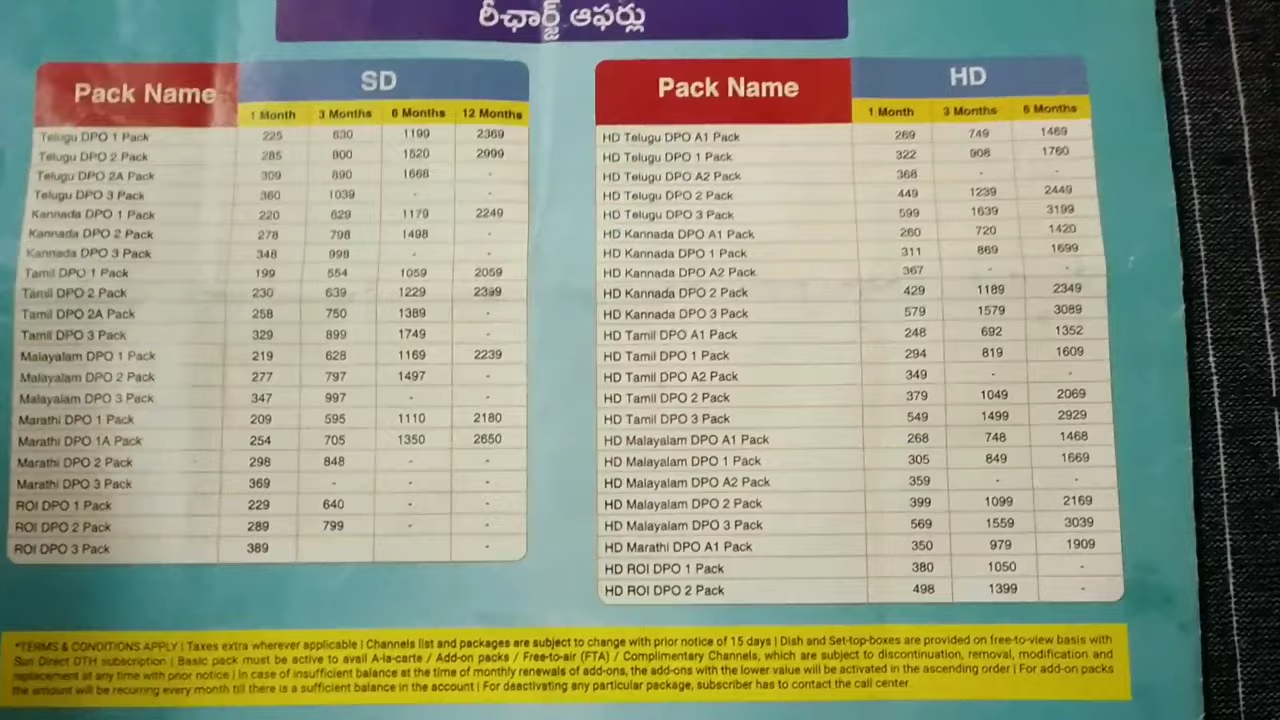 రీఛార్జ్ ఆఫర్లు
Pack Name SD
1 Month 3 Months 6 Months 12 Months
Telugu DPO 1 Pack 225 630 1199 2369
Telugu DPO 2 Pack 285 800 1520 2999
Telugu DPO 2A Pack 309 890 1668 -
Telugu DPO 3 Pack 360 1039 - -
Kannada DPO 1 Pack 220 629 1179 2249
Kannada DPO 2 Pack 278 798 1498 -
Kannada DPO 3 Pack 348 998 - -
Tamil DPO 1 Pack 199 554 1059 2059
Tamil DPO 2 Pack 230 639 1229 2399
Tamil DPO 2A Pack 258 750 1389 -
Tamil DPO 3 Pack 329 899 1749 -
Malayalam DPO 1 Pack 219 628 1169 2239
Malayalam DPO 2 Pack 277 797 1497 -
Malayalam DPO 3 Pack 347 997 - -
Marathi DPO 1 Pack 209 595 1110 2180
Marathi DPO 1A Pack 254 705 1350 2650
Marathi DPO 2 Pack 298 848 - -
Marathi DPO 3 Pack 369 - - -
ROI DPO 1 Pack 229 640 - -
ROI DPO 2 Pack 289 799 - -
ROI DPO 3 Pack 389 -
Pack Name HD
1 Month 3 Months 6 Months
HD Telugu DPO A1 Pack 269 749 1469
HD Telugu DPO 1 Pack 322 906 1760
HD Telugu DPO A2 Pack 368 - -
HD Telugu DPO 2 Pack 449 1239 2449
HD Telugu DPO 3 Pack 599 1639 3199
HD Kannada DPO A1 Pack 260 720 1420
HD Kannada DPO 1 Pack 311 869 1699
HD Kannada DPO A2 Pack 367 - -
HD Kannada DPO 2 Pack 429 1189 2349
HD Kannada DPO 3 Pack 579 1579 3089
HD Tamil DPO A1 Pack 248 692 1352
HD Tamil DPO 1 Pack 294 819 1609
HD Tamil DPO A2 Pack 349 - -
HD Tamil DPO 2 Pack 379 1049 2069
HD Tamil DPO 3 Pack 549 1499 2929
HD Malayalam DPO A1 Pack 268 748 1468
HD Malayalam DPO 1 Pack 305 849 1669
HD Malayalam DPO A2 Pack 359 - -
HD Malayalam DPO 2 Pack 399 1099 2169
HD Malayalam DPO 3 Pack 569 1559 3039
HD Marathi DPO A1 Pack 350 979 1909
HD ROI DPO 1 Pack 380 1050 -
HD ROI DPO 2 Pack 498 1399 -
*TERMS & CONDITIONS APPLY | Taxes extra wherever applicable | Channels list and packages are subject to change with prior notice of 15 days | Dish and Set-top-boxes are provided on free-to-view basis with
Sun Direct DTH subscription | Basic pack must be active to avail A-la-carte / Add-on packs / Free-to-air (FTA) / Complimentary Channels, which are subject to discontinuation, removal, modification and
replacement at any time with prior notice | In case of insufficient balance at the time of monthly renewals of add-ons, the add-ons with the lower value will be activated in the ascending order | For add-on packs
the amount will be recurring every month till there is a sufficient balance in the account | For deactivating any particular package, subscriber has to contact the call center